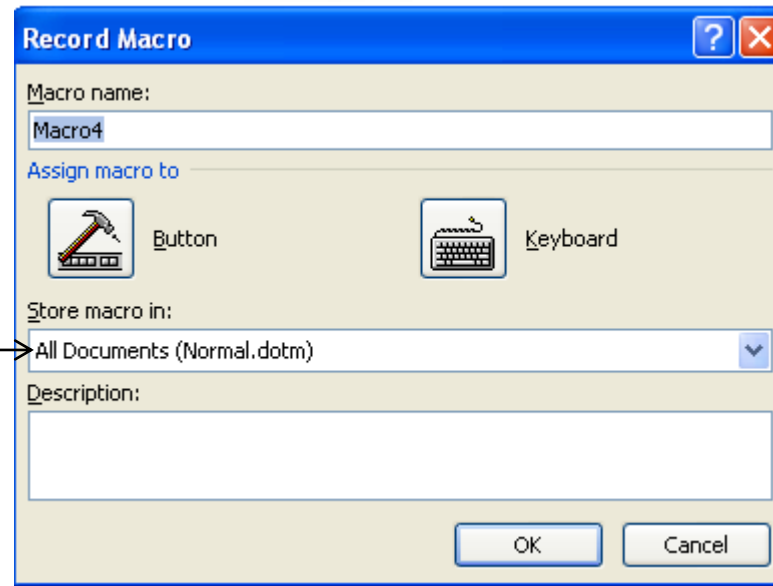 Record Macro
Macro name:
Macro4
Assign macro to
Button Keyboard
Store macro in:
All Documents (Normal.dotm)
Description:
OK Cancel